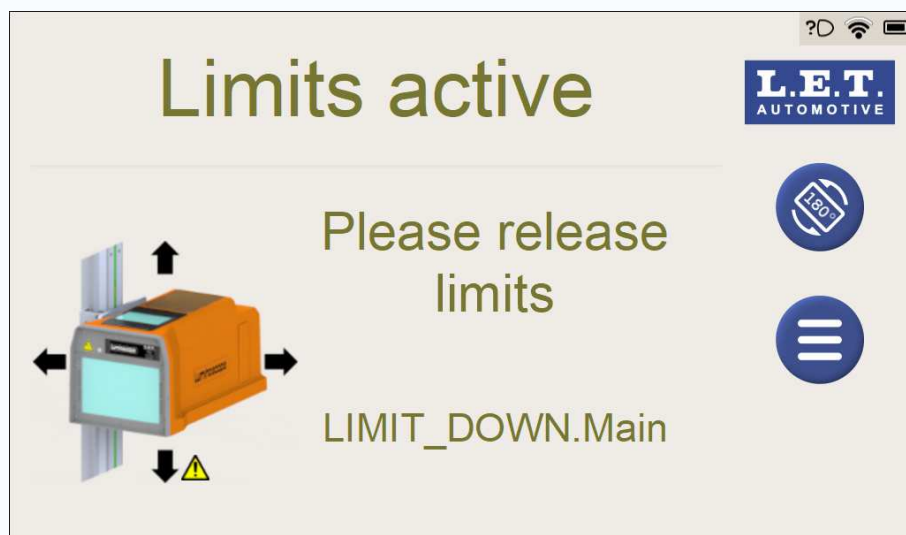 ?
Limits active
L.E.T.
AUTOMOTIVE
180°
Please release
limits
LIMIT_DOWN.Main